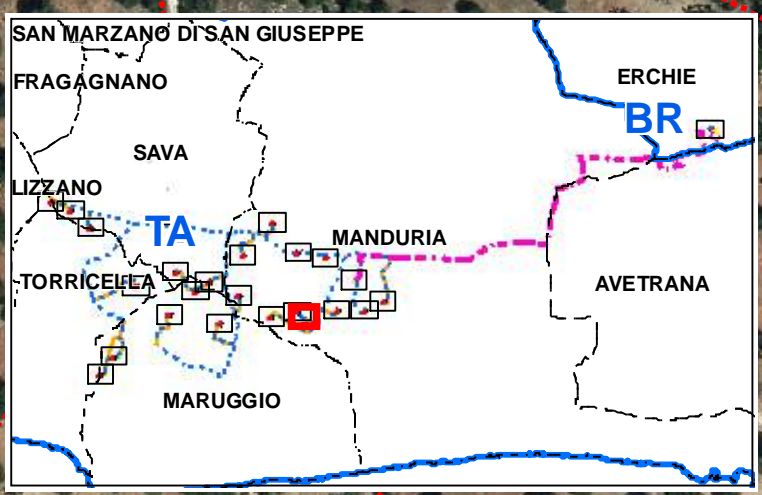 SAN MARZANO DI SAN GIUSEPPE
FRAGAGNANO
ERCHIE
BR
SAVA
LIZZANO
TA
MANDURIA
TORRICELLA
AVETRANA
MARUGGIO